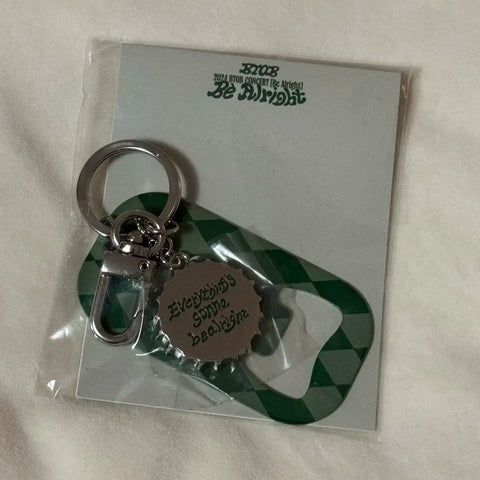 BTOB
2024 BTOB CONCERT [Be Alright]
Be Alright
Everything's
gonna
be alright